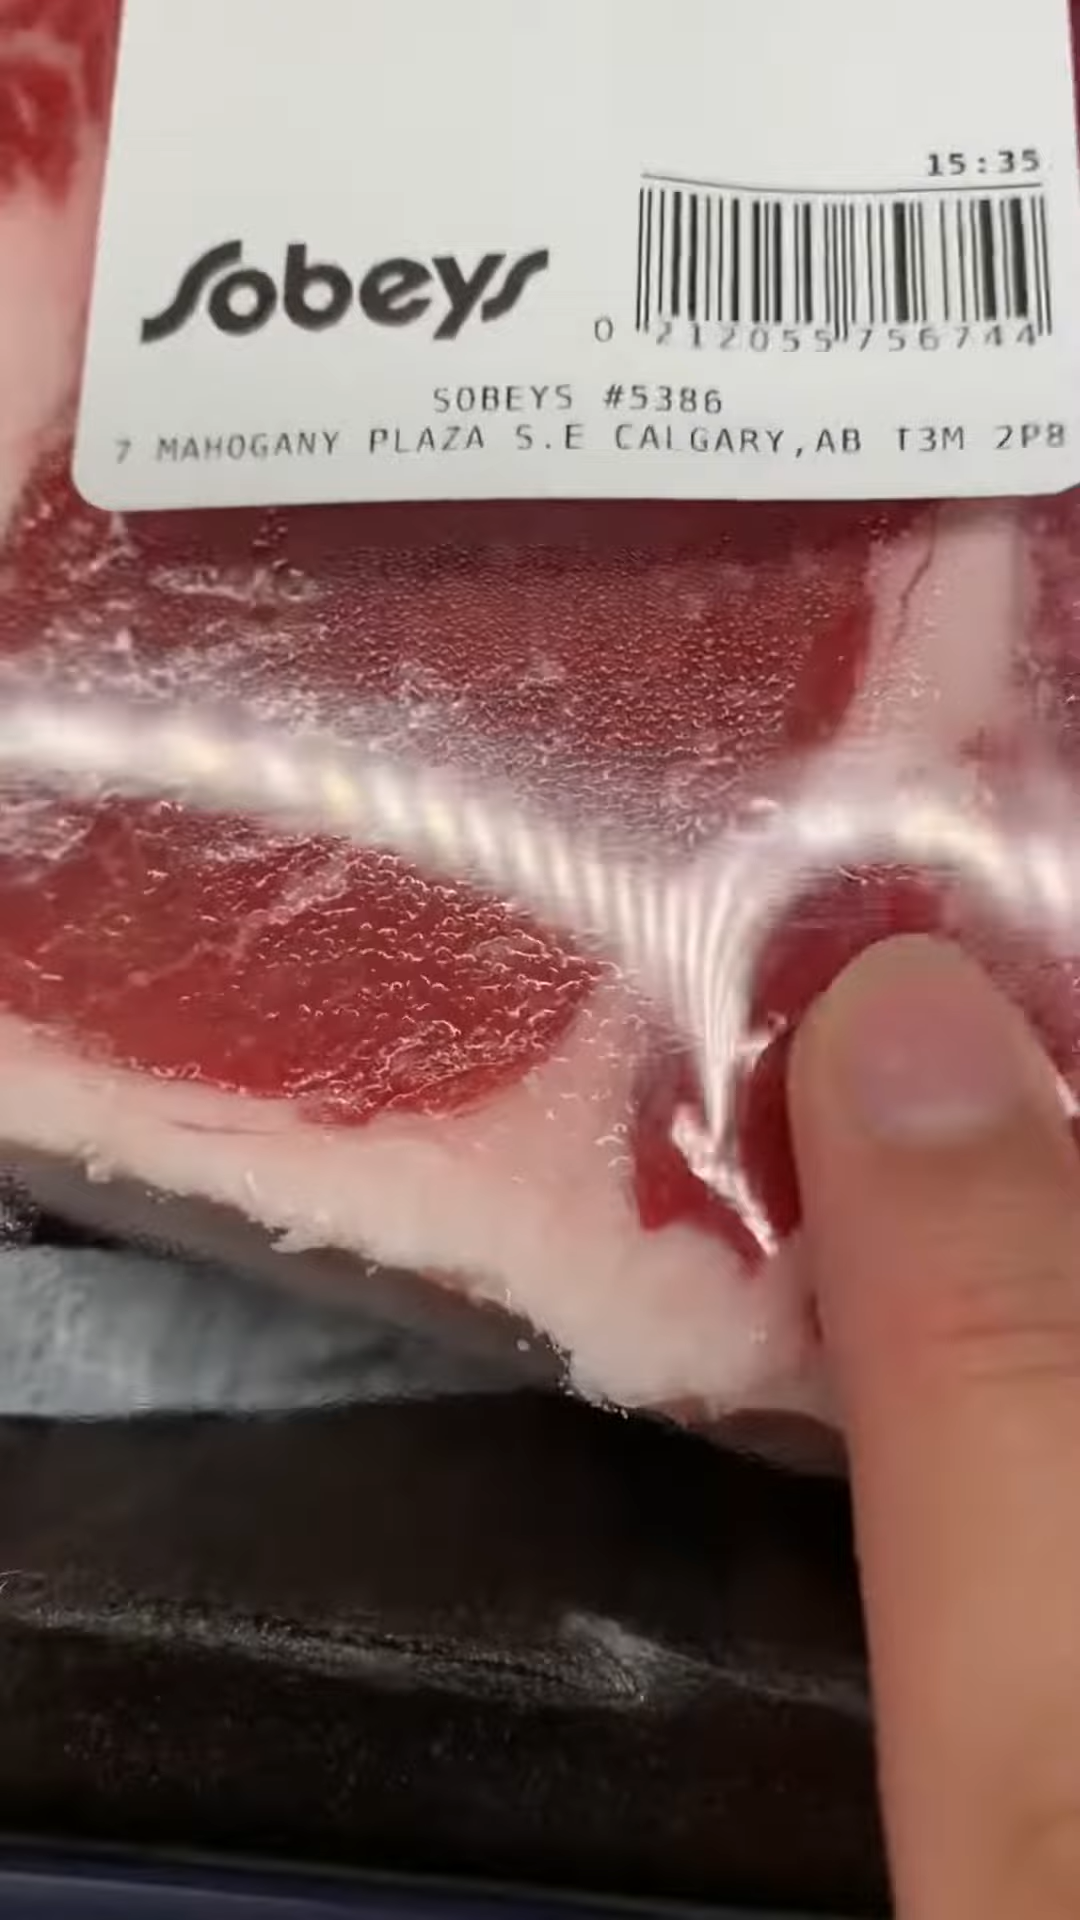 15:35
Sobeys
0 212055 756744
SOBEYS #5386
7 MAHOGANY PLAZA S.E CALGARY,AB T3M 2P8